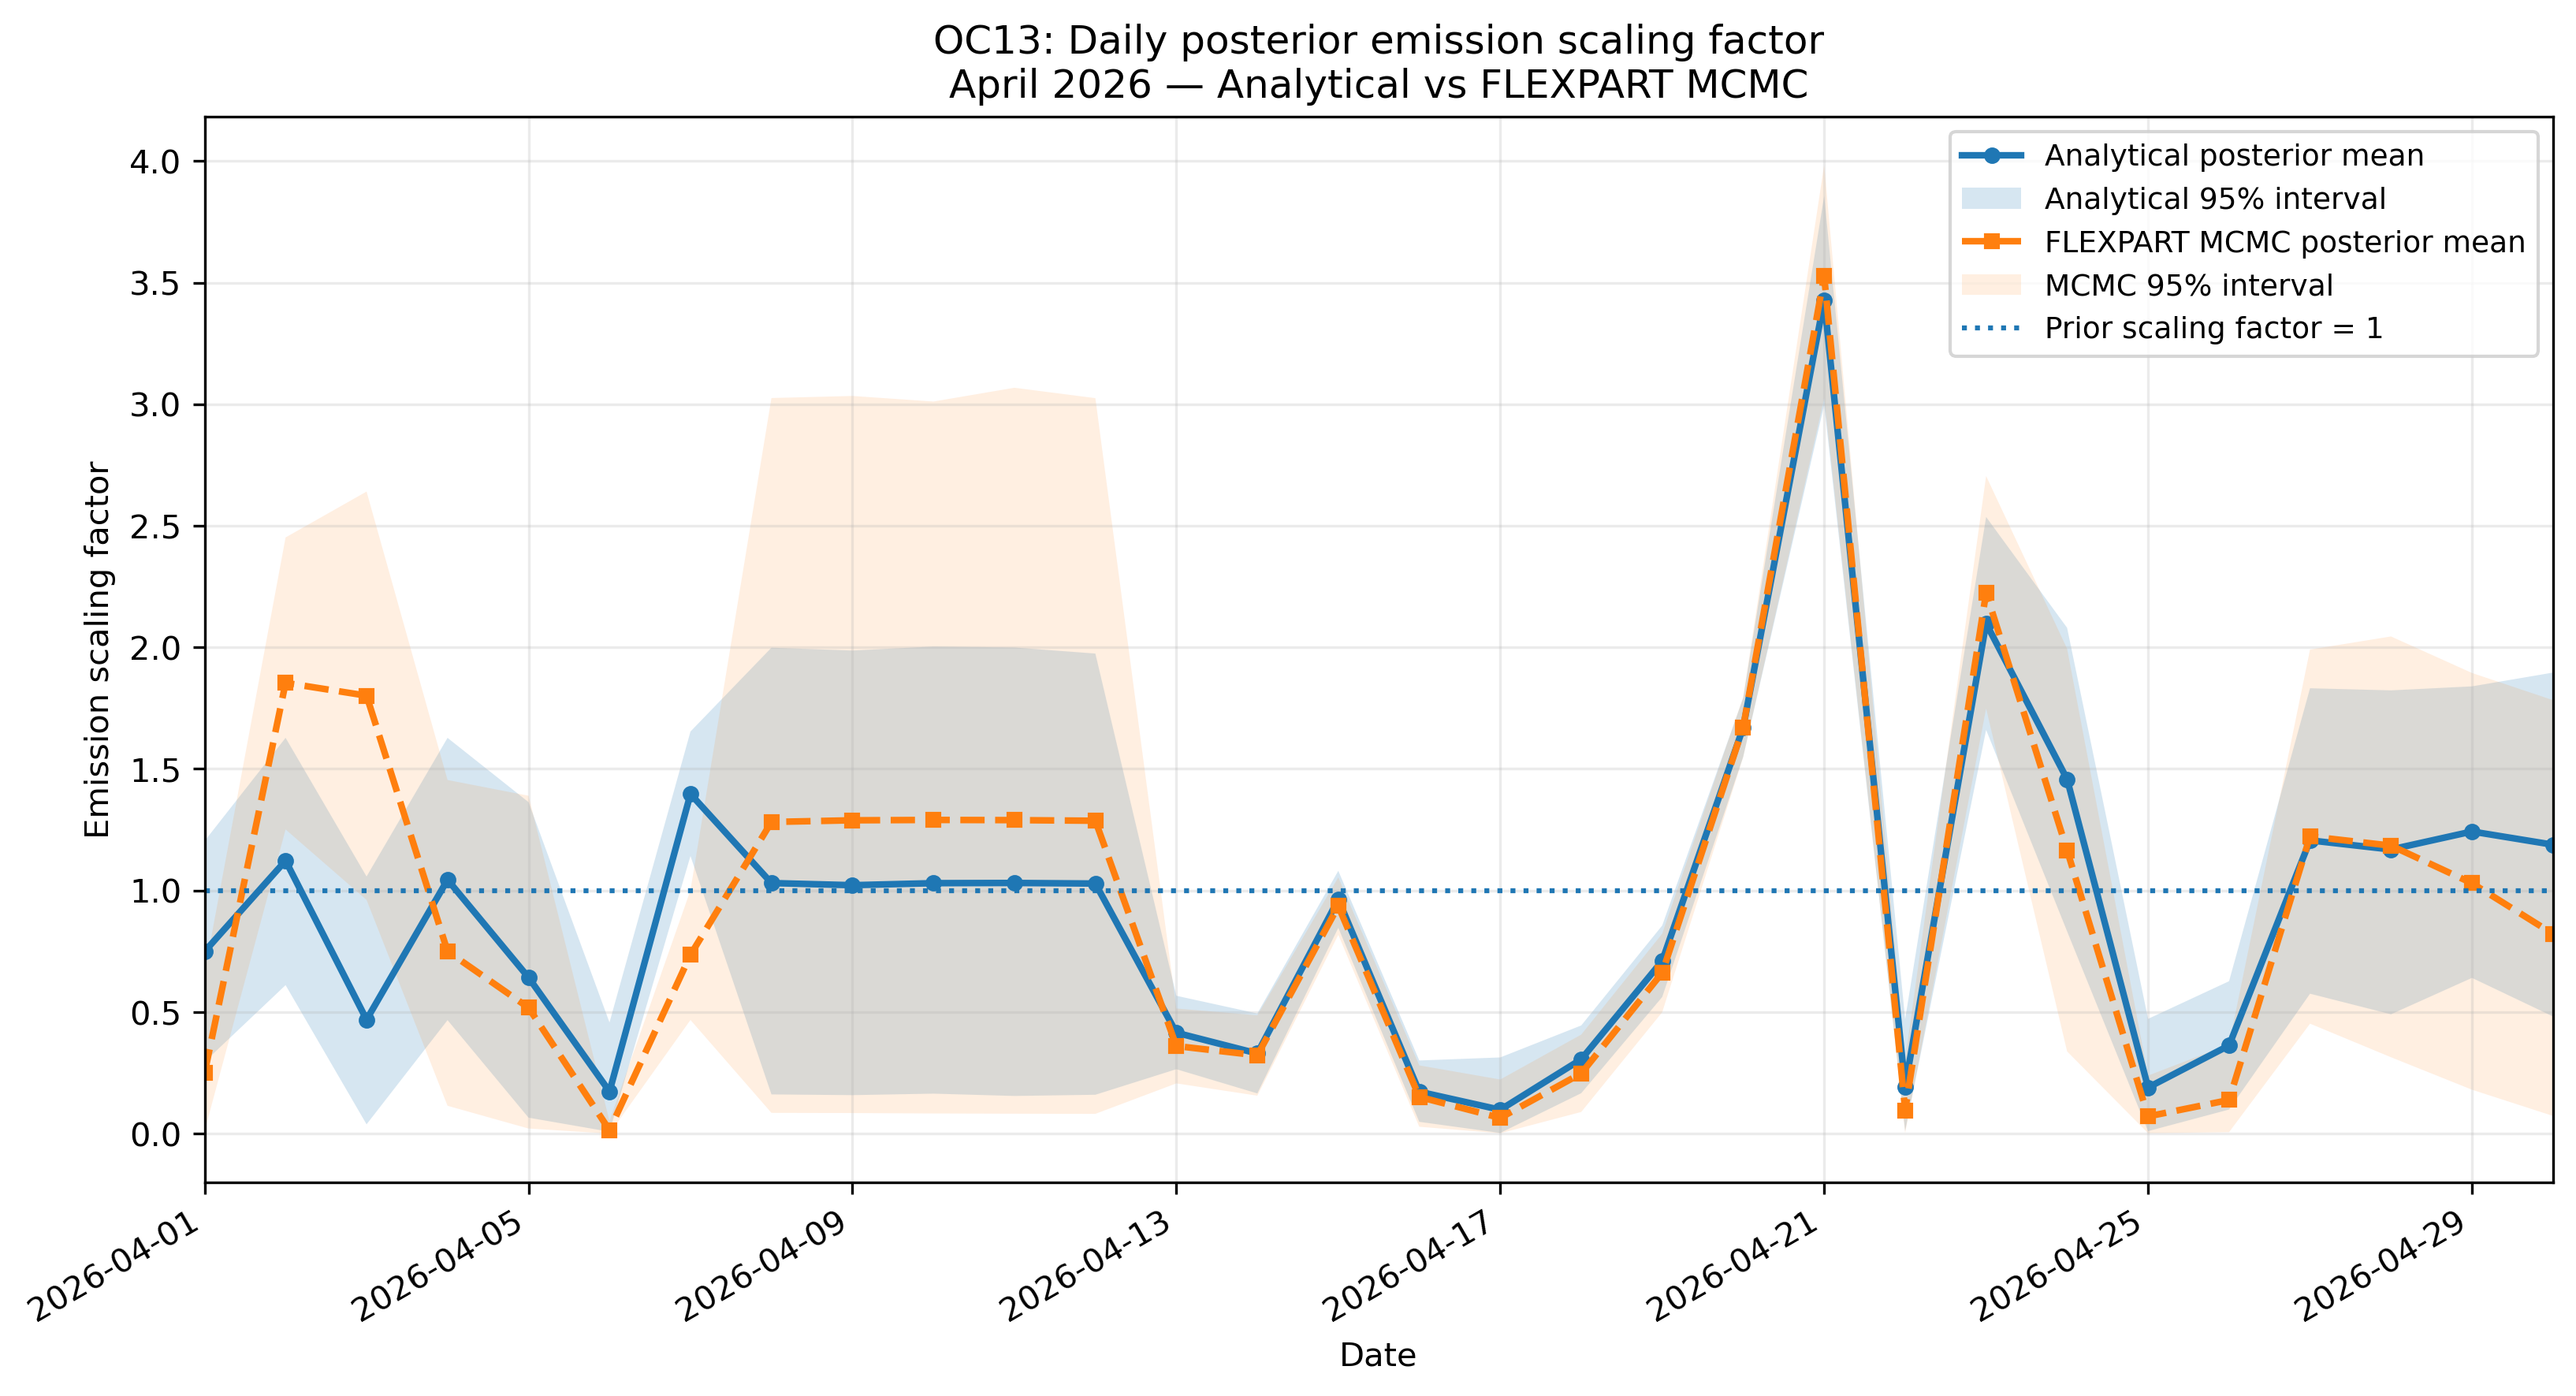 OC13: Daily posterior emission scaling factor
April 2026 — Analytical vs FLEXPART MCMC
Analytical posterior mean
Analytical 95% interval
FLEXPART MCMC posterior mean
MCMC 95% interval
Prior scaling factor = 1
Emission scaling factor
4.0
3.5
3.0
2.5
2.0
1.5
1.0
0.5
0.0
2026-04-01
2026-04-05
2026-04-09
2026-04-13
2026-04-17
2026-04-21
2026-04-25
2026-04-29
Date